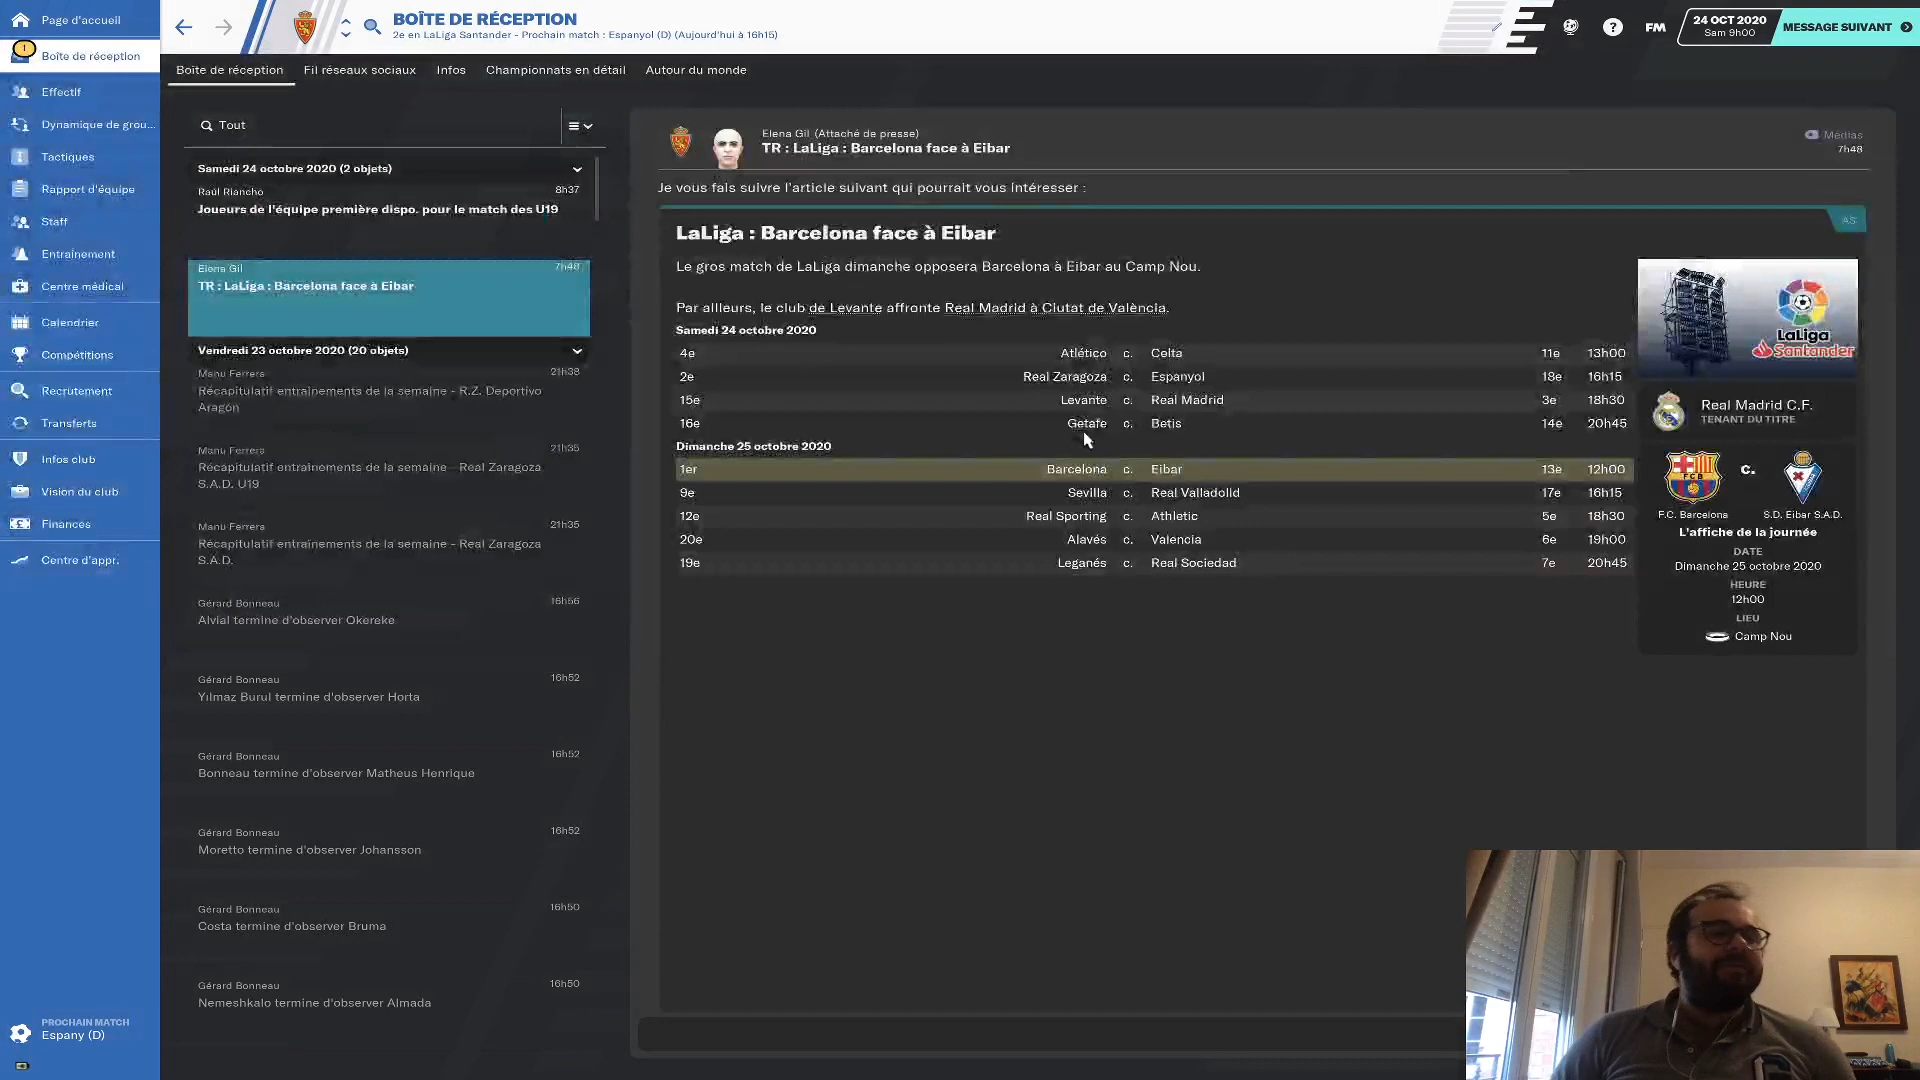 Page d'accueil
1
Boîte de réception
Effectif
Dynamique de grou...
Tactiques
Rapport d'équipe
Staff
Entraînement
Centre médical
Calendrier
Compétitions
Recrutement
Transferts
Infos club
Vision du club
Finances
Centre d'appr.
PROCHAIN MATCH
Espany (D)
BOÎTE DE RÉCEPTION
2e en LaLiga Santander - Prochain match : Espanyol (D) (Aujourd'hui à 16h15)
?
FM
24 OCT 2020
Sam 9h00
MESSAGE SUIVANT
Boîte de réception
Fil réseaux sociaux
Infos
Championnats en détail
Autour du monde
Tout
Samedi 24 octobre 2020 (2 objets)
Raúl Riancho 8h37
Joueurs de l'équipe première dispo. pour le match des U19
Elena Gil 7h48
TR : LaLiga : Barcelona face à Eibar
Vendredi 23 octobre 2020 (20 objets)
Manu Ferrera 21h38
Récapitulatif entraînements de la semaine - R.Z. Deportivo
Aragón
Manu Ferrera 21h35
Récapitulatif entraînements de la semaine - Real Zaragoza
S.A.D. U19
Manu Ferrera 21h35
Récapitulatif entraînements de la semaine - Real Zaragoza
S.A.D.
Gérard Bonneau 16h56
Alvial termine d'observer Okereke
Gérard Bonneau 16h52
Yılmaz Burul termine d'observer Horta
Gérard Bonneau 16h52
Bonneau termine d'observer Matheus Henrique
Gérard Bonneau 16h52
Moretto termine d'observer Johansson
Gérard Bonneau 16h50
Costa termine d'observer Bruma
Gérard Bonneau 16h50
Nemeshkalo termine d'observer Almada
Elena Gil (Attaché de presse)
TR : LaLiga : Barcelona face à Eibar
Médias
7h48
Je vous fais suivre l'article suivant qui pourrait vous intéresser :
AS
LaLiga : Barcelona face à Eibar
Le gros match de LaLiga dimanche opposera Barcelona à Eibar au Camp Nou.
Par ailleurs, le club de Levante affronte Real Madrid à Ciutat de València.
Samedi 24 octobre 2020
4e Atlético c. Celta 11e 13h00
2e Real Zaragoza c. Espanyol 18e 16h15
15e Levante c. Real Madrid 3e 18h30
16e Getafe c. Betis 14e 20h45
Dimanche 25 octobre 2020
1er Barcelona c. Eibar 13e 12h00
9e Sevilla c. Real Valladolid 17e 16h15
12e Real Sporting c. Athletic 5e 18h30
20e Alavés c. Valencia 6e 19h00
19e Leganés c. Real Sociedad 7e 20h45
LaLiga
Santander
Real Madrid C.F.
TENANT DU TITRE
FCB
c.
F.C. Barcelona S.D. Eibar S.A.D.
L'affiche de la journée
DATE
Dimanche 25 octobre 2020
HEURE
12h00
LIEU
Camp Nou